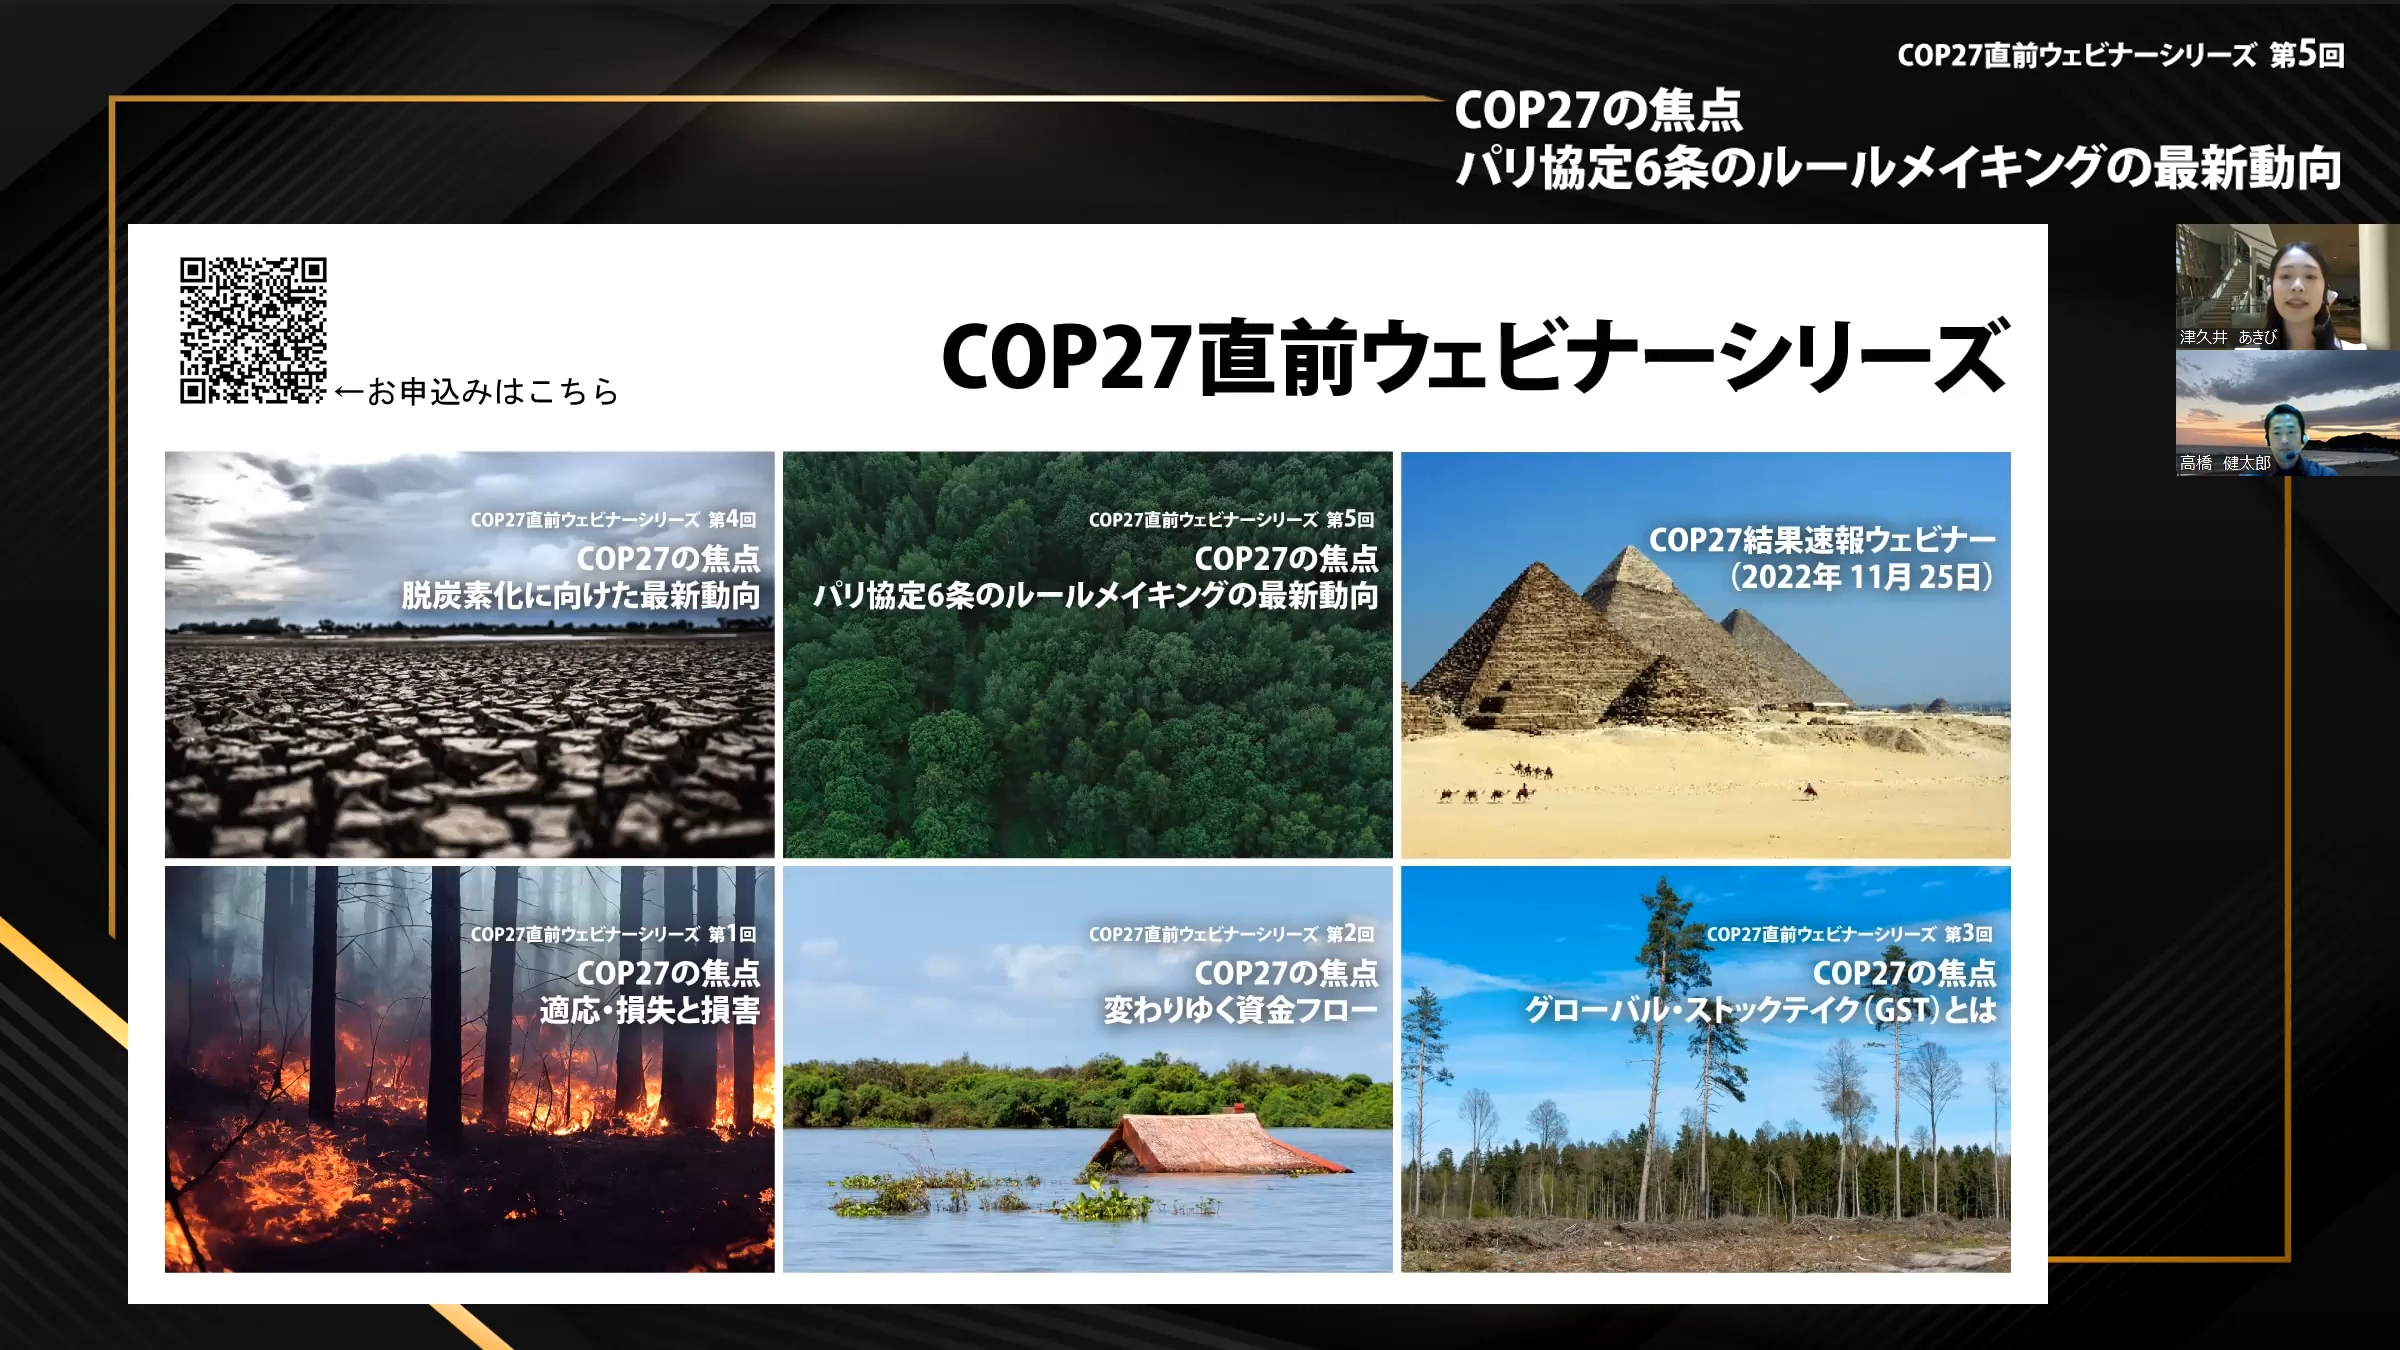 COP27直前ウェビナーシリーズ 第5回
COP27の焦点
パリ協定6条のルールメイキングの最新動向
津久井 あきび
高橋 健太郎
←お申込みはこちら
COP27直前ウェビナーシリーズ
COP27直前ウェビナーシリーズ 第4回
COP27の焦点
脱炭素化に向けた最新動向
COP27直前ウェビナーシリーズ 第5回
COP27の焦点
パリ協定6条のルールメイキングの最新動向
COP27結果速報ウェビナー
(2022年 11月 25日)
COP27直前ウェビナーシリーズ 第1回
COP27の焦点
適応・損失と損害
COP27直前ウェビナーシリーズ 第2回
COP27の焦点
変わりゆく資金フロー
COP27直前ウェビナーシリーズ 第3回
COP27の焦点
グローバル・ストックテイク(GST)とは